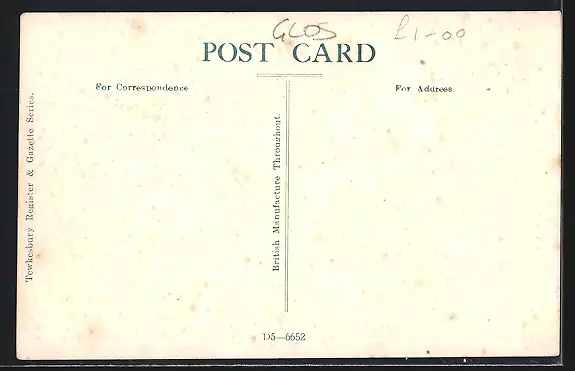 GLOS £1-00
POST CARD
For Correspondence
For Address
Tewkesbury Register & Gazette Series.
British Manufacture Throughout.
D5—6652